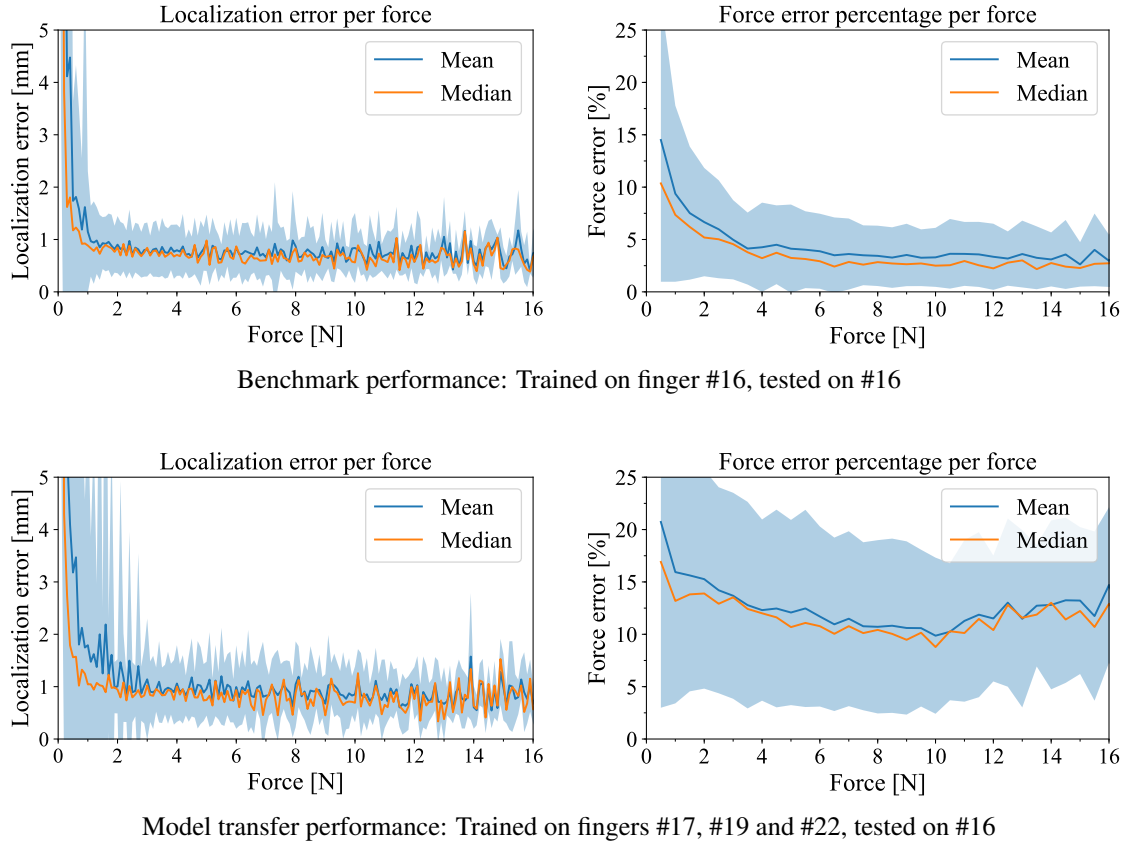 Localization error per force
5
4
3
2
1
0
Localization error [mm]
0 2 4 6 8 10 12 14 16
Force [N]
Mean
Median
Force error percentage per force
25
20
15
10
5
0
Force error [%]
0 2 4 6 8 10 12 14 16
Force [N]
Mean
Median
Benchmark performance: Trained on finger #16, tested on #16
Localization error per force
5
4
3
2
1
0
Localization error [mm]
0 2 4 6 8 10 12 14 16
Force [N]
Mean
Median
Force error percentage per force
25
20
15
10
5
0
Force error [%]
0 2 4 6 8 10 12 14 16
Force [N]
Mean
Median
Model transfer performance: Trained on fingers #17, #19 and #22, tested on #16